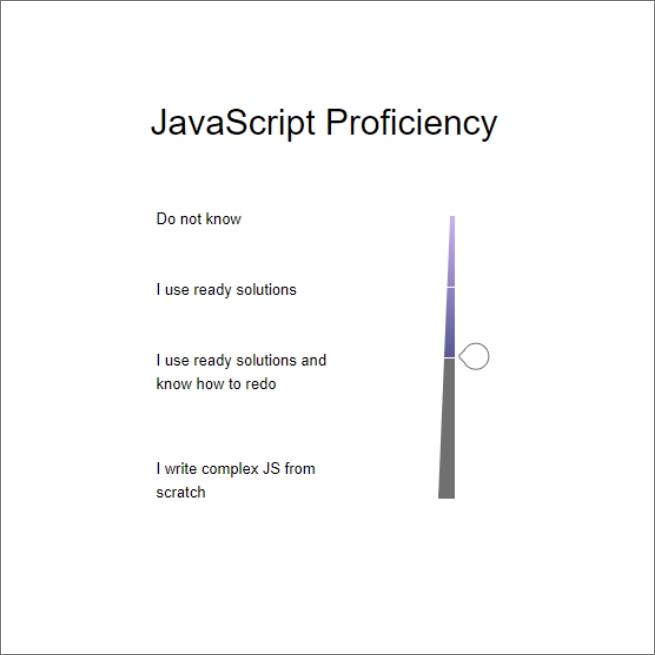 JavaScript Proficiency
Do not know
I use ready solutions
I use ready solutions and
know how to redo
I write complex JS from
scratch